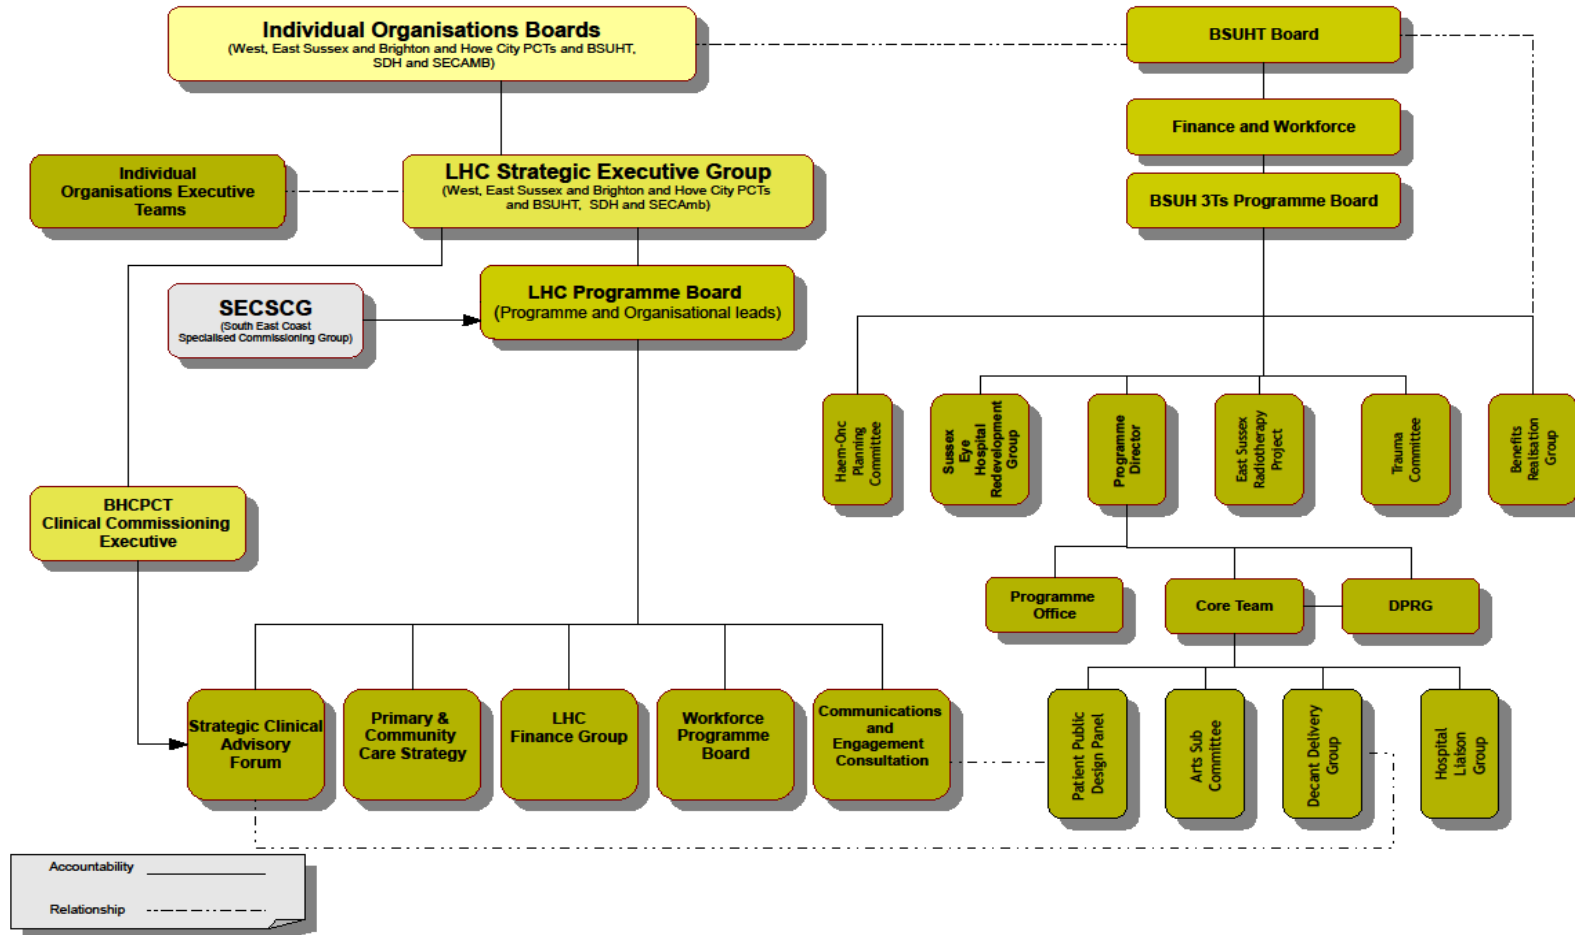 Individual Organisations Boards
(West, East Sussex and Brighton and Hove City PCTs and BSUHT,
SDH and SECAMB)
BSUHT Board
Finance and Workforce
Individual
Organisations Executive
Teams
LHC Strategic Executive Group
(West, East Sussex and Brighton and Hove City PCTs
and BSUHT, SDH and SECAmb)
BSUH 3Ts Programme Board
SECSCG
(South East Coast
Specialised Commissioning Group)
LHC Programme Board
(Programme and Organisational leads)
Haem-Onc
Planning
Committee
Sussex
Eye
Hospital
Redevelopment
Group
Programme
Director
East Sussex
Radiotherapy
Project
Trauma
Committee
Benefits
Realisation
Group
BHCPCT
Clinical Commissioning
Executive
Programme
Office
Core Team
DPRG
Strategic Clinical
Advisory
Forum
Primary &
Community
Care Strategy
LHC
Finance Group
Workforce
Programme
Board
Communications
and
Engagement
Consultation
Patient Public
Design Panel
Arts Sub
Committee
Decant Delivery
Group
Hospital
Liaison
Group
Accountability
Relationship